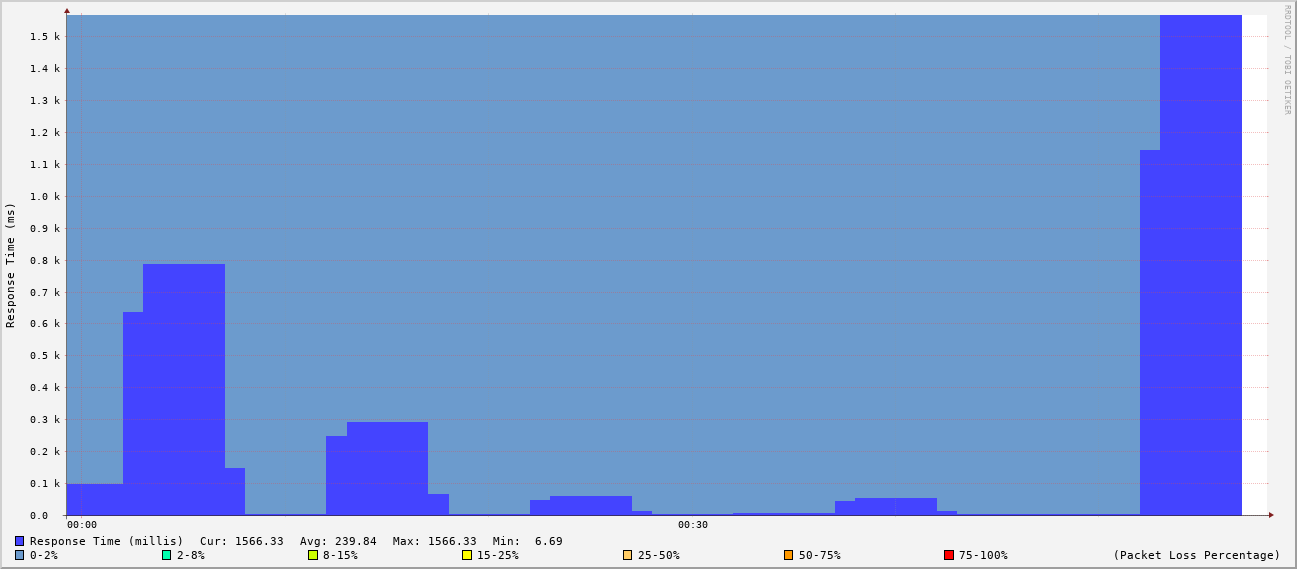 RRDTOOL / TOBI OETIKER
Response Time (ms)
1.5 k
1.4 k
1.3 k
1.2 k
1.1 k
1.0 k
0.9 k
0.8 k
0.7 k
0.6 k
0.5 k
0.4 k
0.3 k
0.2 k
0.1 k
0.0
00:00 00:30
Response Time (millis) Cur: 1566.33 Avg: 239.84 Max: 1566.33 Min: 6.69
0-2% 2-8% 8-15% 15-25% 25-50% 50-75% 75-100% (Packet Loss Percentage)